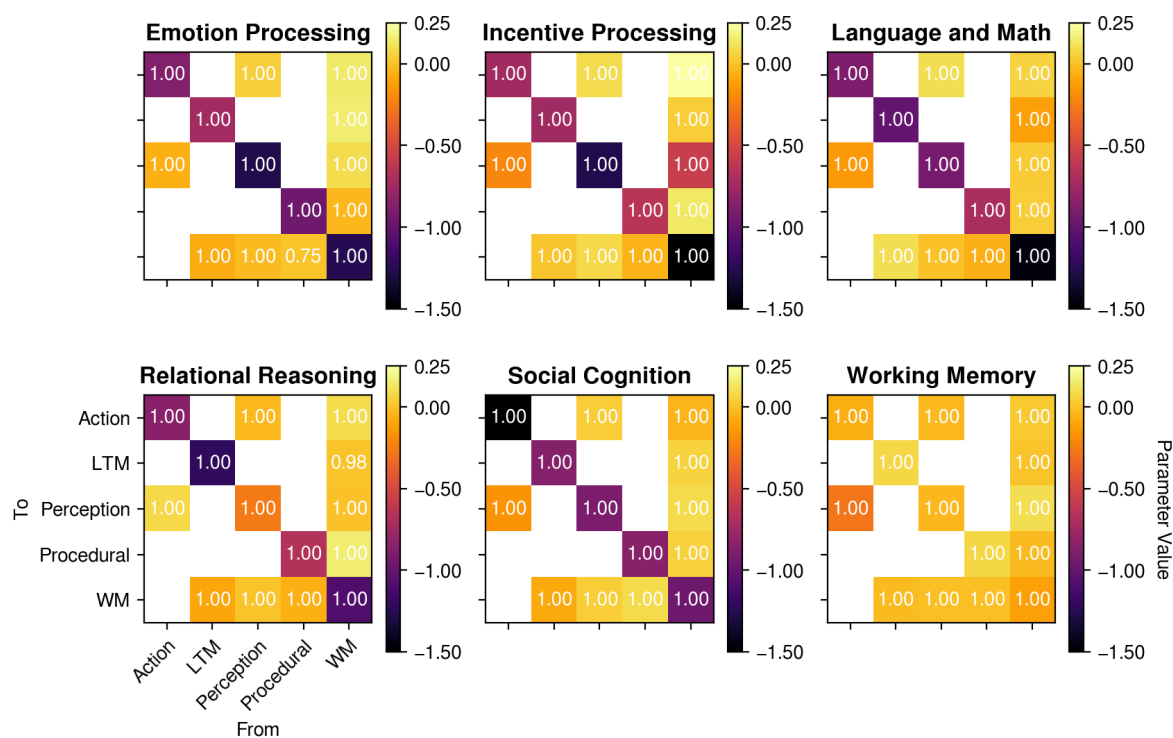 Emotion Processing
1.00 1.00 1.00
1.00 1.00
1.00 1.00 1.00
1.00 1.00
1.00 1.00 0.75 1.00
0.25
0.00
−0.50
−1.00
−1.50
Incentive Processing
1.00 1.00 1.00
1.00 1.00
1.00 1.00 1.00
1.00 1.00
1.00 1.00 1.00 1.00
0.25
0.00
−0.50
−1.00
−1.50
Language and Math
1.00 1.00 1.00
1.00 1.00
1.00 1.00 1.00
1.00 1.00
1.00 1.00 1.00 1.00
0.25
0.00
−0.50
−1.00
−1.50
Relational Reasoning
To
Action 1.00 1.00 1.00
LTM 1.00 0.98
Perception 1.00 1.00 1.00
Procedural 1.00 1.00
WM 1.00 1.00 1.00 1.00
Action LTM Perception Procedural WM
From
0.25
0.00
−0.50
−1.00
−1.50
Social Cognition
1.00 1.00 1.00
1.00 1.00
1.00 1.00 1.00
1.00 1.00
1.00 1.00 1.00 1.00
0.25
0.00
−0.50
−1.00
−1.50
Working Memory
1.00 1.00 1.00
1.00 1.00
1.00 1.00 1.00
1.00 1.00
1.00 1.00 1.00 1.00
0.25
0.00
−0.50
−1.00
−1.50
Parameter Value